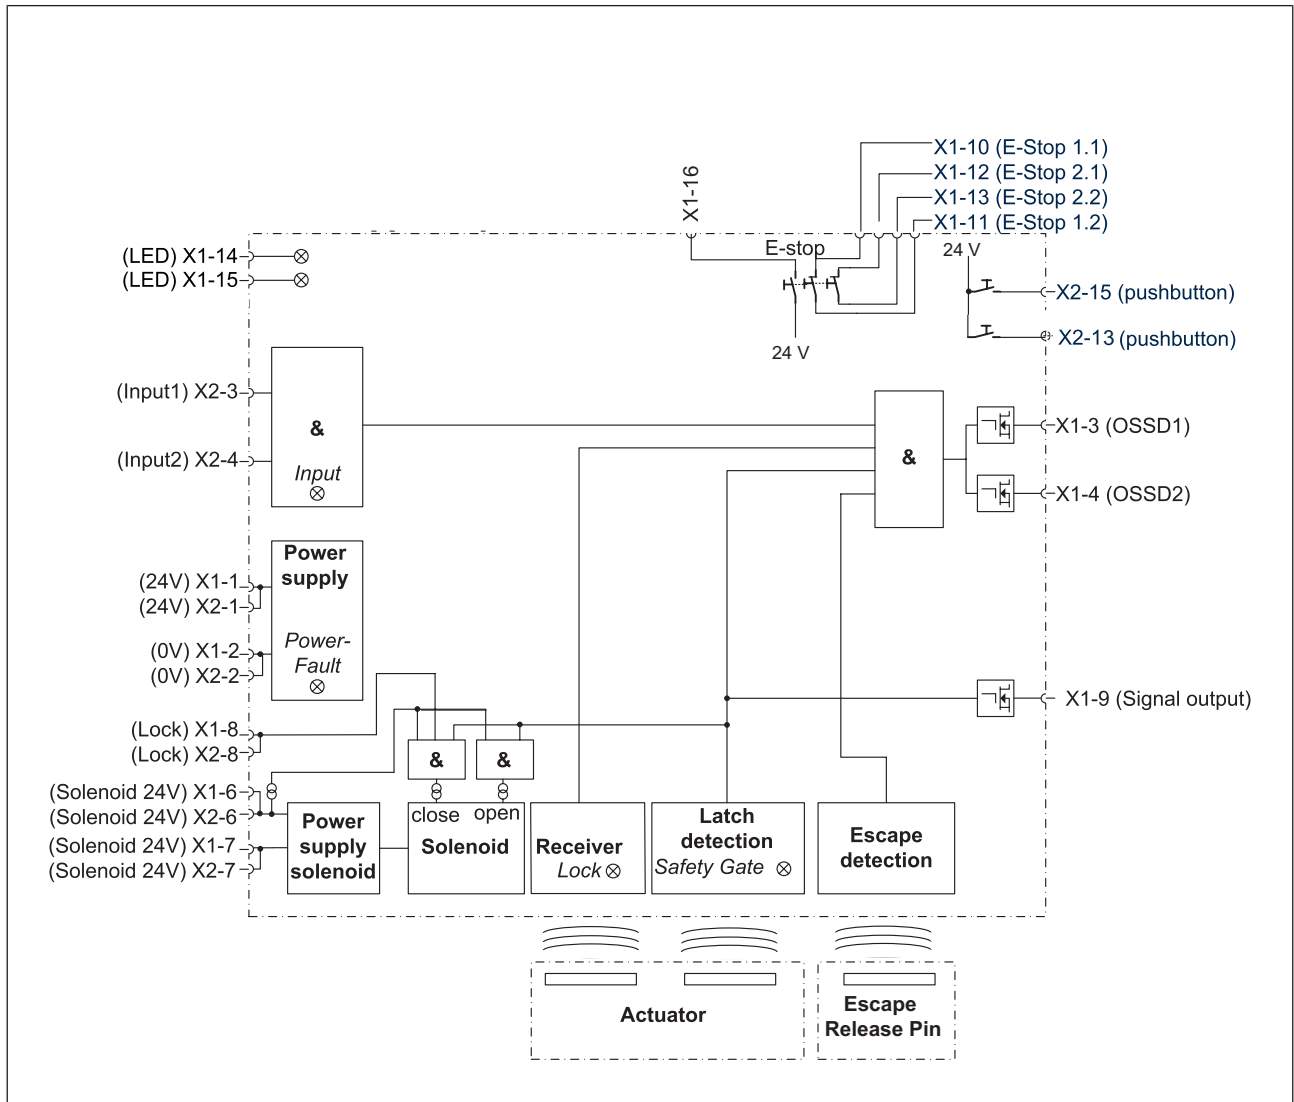 X1-10 (E-Stop 1.1)
X1-12 (E-Stop 2.1)
X1-13 (E-Stop 2.2)
X1-11 (E-Stop 1.2)
X1-16
(LED) X1-14
(LED) X1-15
E-stop
24 V
24 V
X2-15 (pushbutton)
X2-13 (pushbutton)
(Input1) X2-3
(Input2) X2-4
&
Input
&
X1-3 (OSSD1)
X1-4 (OSSD2)
Power
supply
Power-
Fault
(24V) X1-1
(24V) X2-1
(0V) X1-2
(0V) X2-2
X1-9 (Signal output)
(Lock) X1-8
(Lock) X2-8
&
&
(Solenoid 24V) X1-6
(Solenoid 24V) X2-6
(Solenoid 24V) X1-7
(Solenoid 24V) X2-7
Power
supply
solenoid
close
open
Solenoid
Receiver
Lock
Latch
detection
Safety Gate
Escape
detection
Actuator
Escape
Release Pin